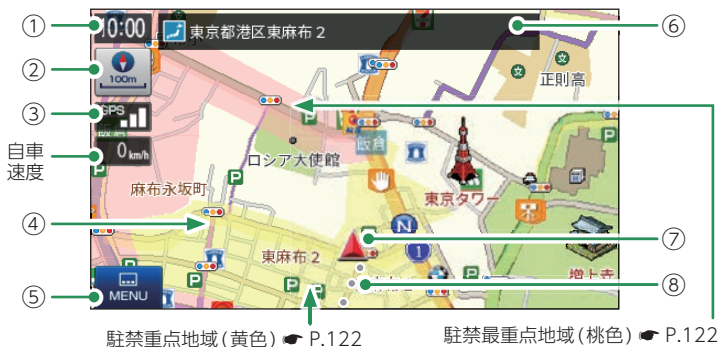 ①
10:00
東京都港区東麻布2
⑥
②
100m
正則高
③
GPS
飯倉
自車
速度
0km/h
ロシア大使館
麻布永坂町
東京タワー
④
N
1
⑦
東麻布2
⑧
増上寺
⑤
MENU
駐禁重点地域(黄色) ☛ P.122
駐禁最重点地域(桃色) ☛ P.122